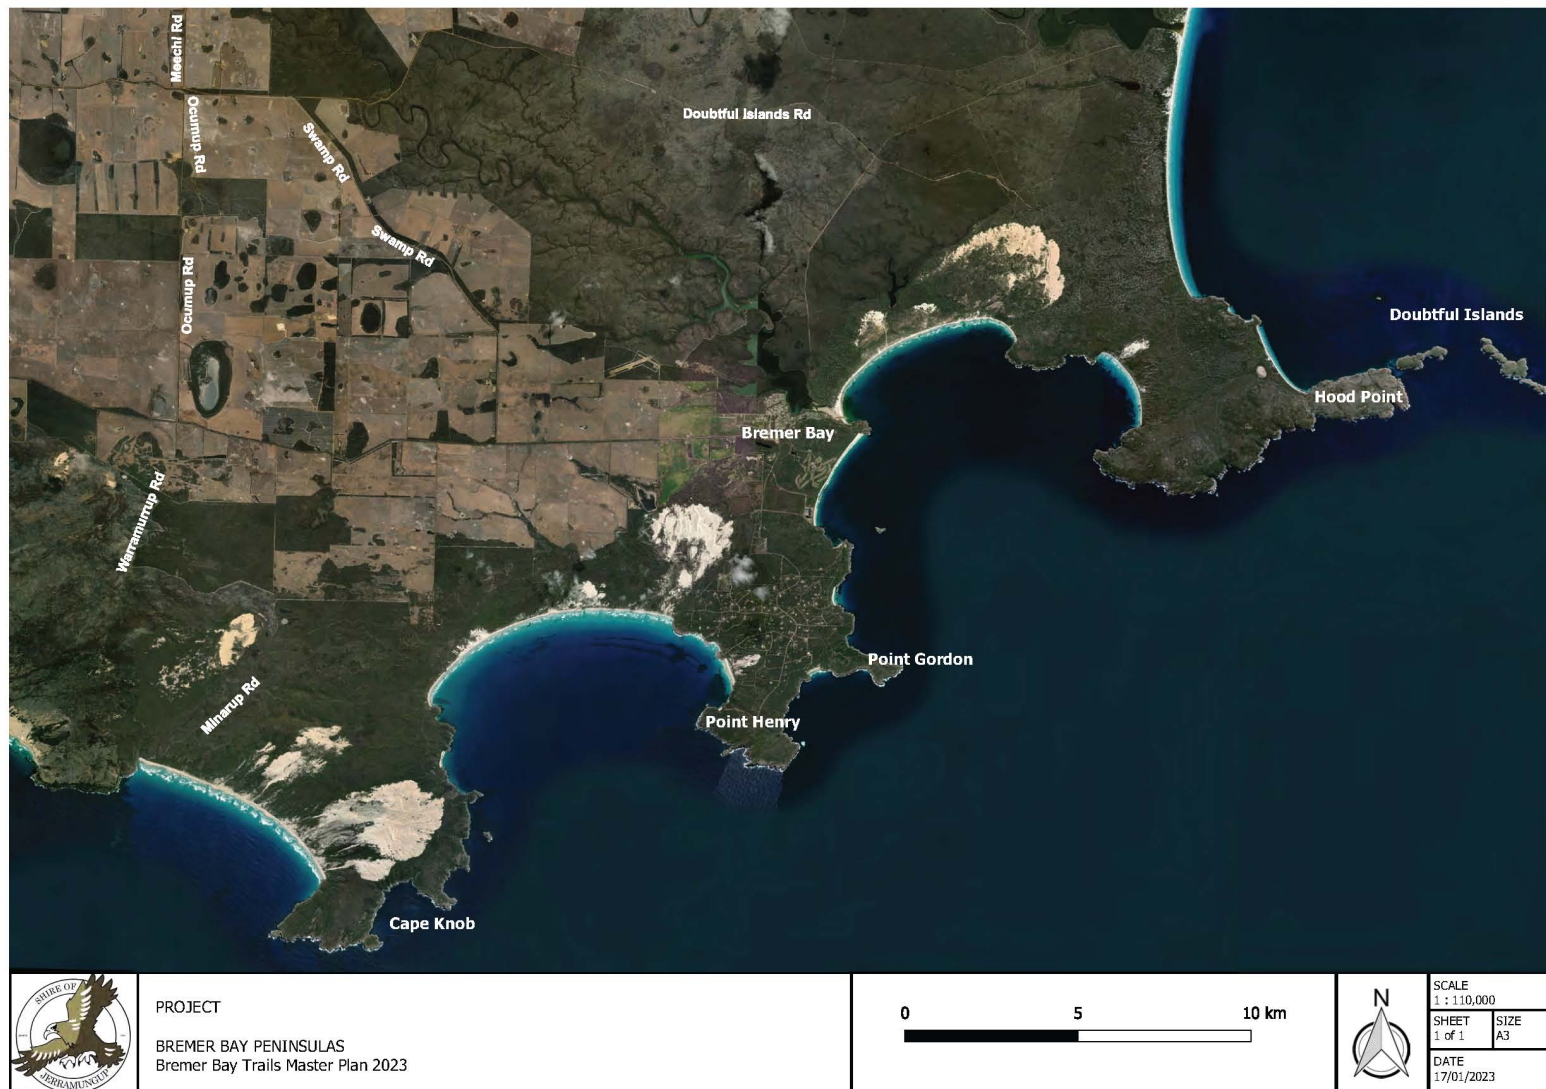 Meechi Rd
Ocumup Rd
Swamp Rd
Doubtful Islands Rd
Swamp Rd
Ocumup Rd
Doubtful Islands
Hood Point
Bremer Bay
Warramurrup Rd
Point Gordon
Minarup Rd
Point Henry
Cape Knob
SHIRE OF
JERRAMUNGUP
PROJECT
BREMER BAY PENINSULAS
Bremer Bay Trails Master Plan 2023
0 5 10 km
N
SCALE
1 : 110,000
SHEET
1 of 1
SIZE
A3
DATE
17/01/2023